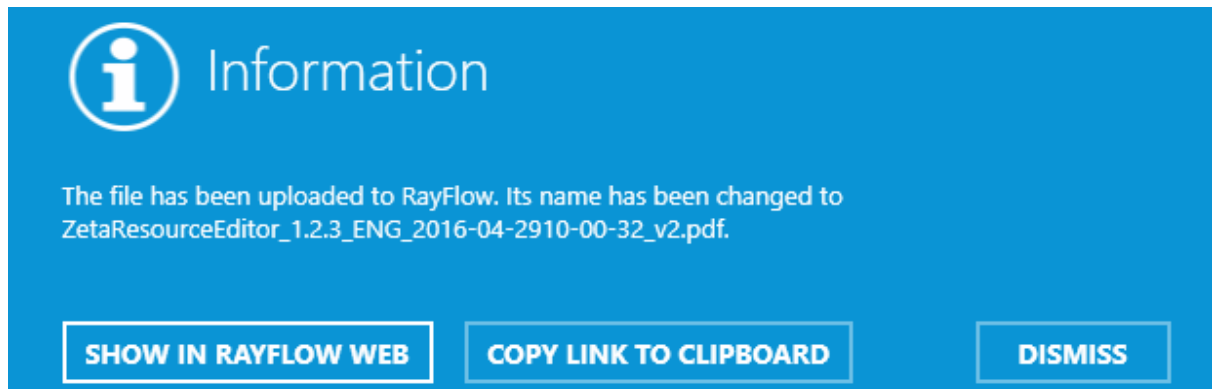 Information
The file has been uploaded to RayFlow. Its name has been changed to
ZetaResourceEditor_1.2.3_ENG_2016-04-2910-00-32_v2.pdf.
SHOW IN RAYFLOW WEB
COPY LINK TO CLIPBOARD
DISMISS